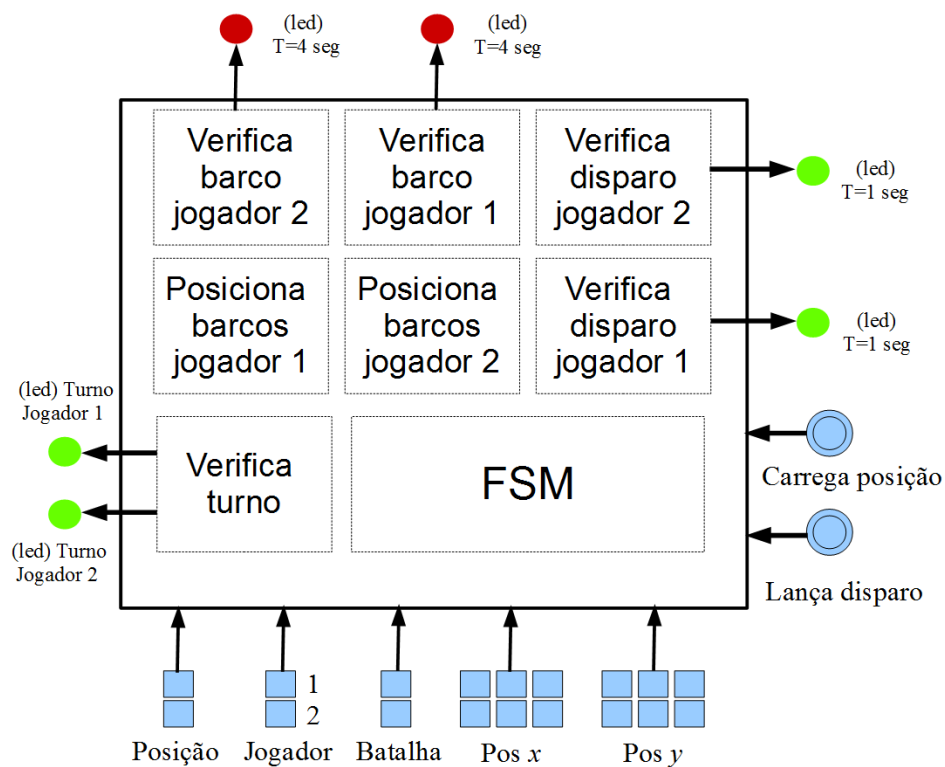 (led)
T=4 seg
(led)
T=4 seg
Verifica
barco
jogador 2
Verifica
barco
jogador 1
Verifica
disparo
jogador 2
(led)
T=1 seg
Posiciona
barcos
jogador 1
Posiciona
barcos
jogador 2
Verifica
disparo
jogador 1
(led)
T=1 seg
(led) Turno
Jogador 1
Verifica
turno
FSM
Carrega posição
(led) Turno
Jogador 2
Lança disparo
1
2
Posição
Jogador
Batalha
Pos x
Pos y